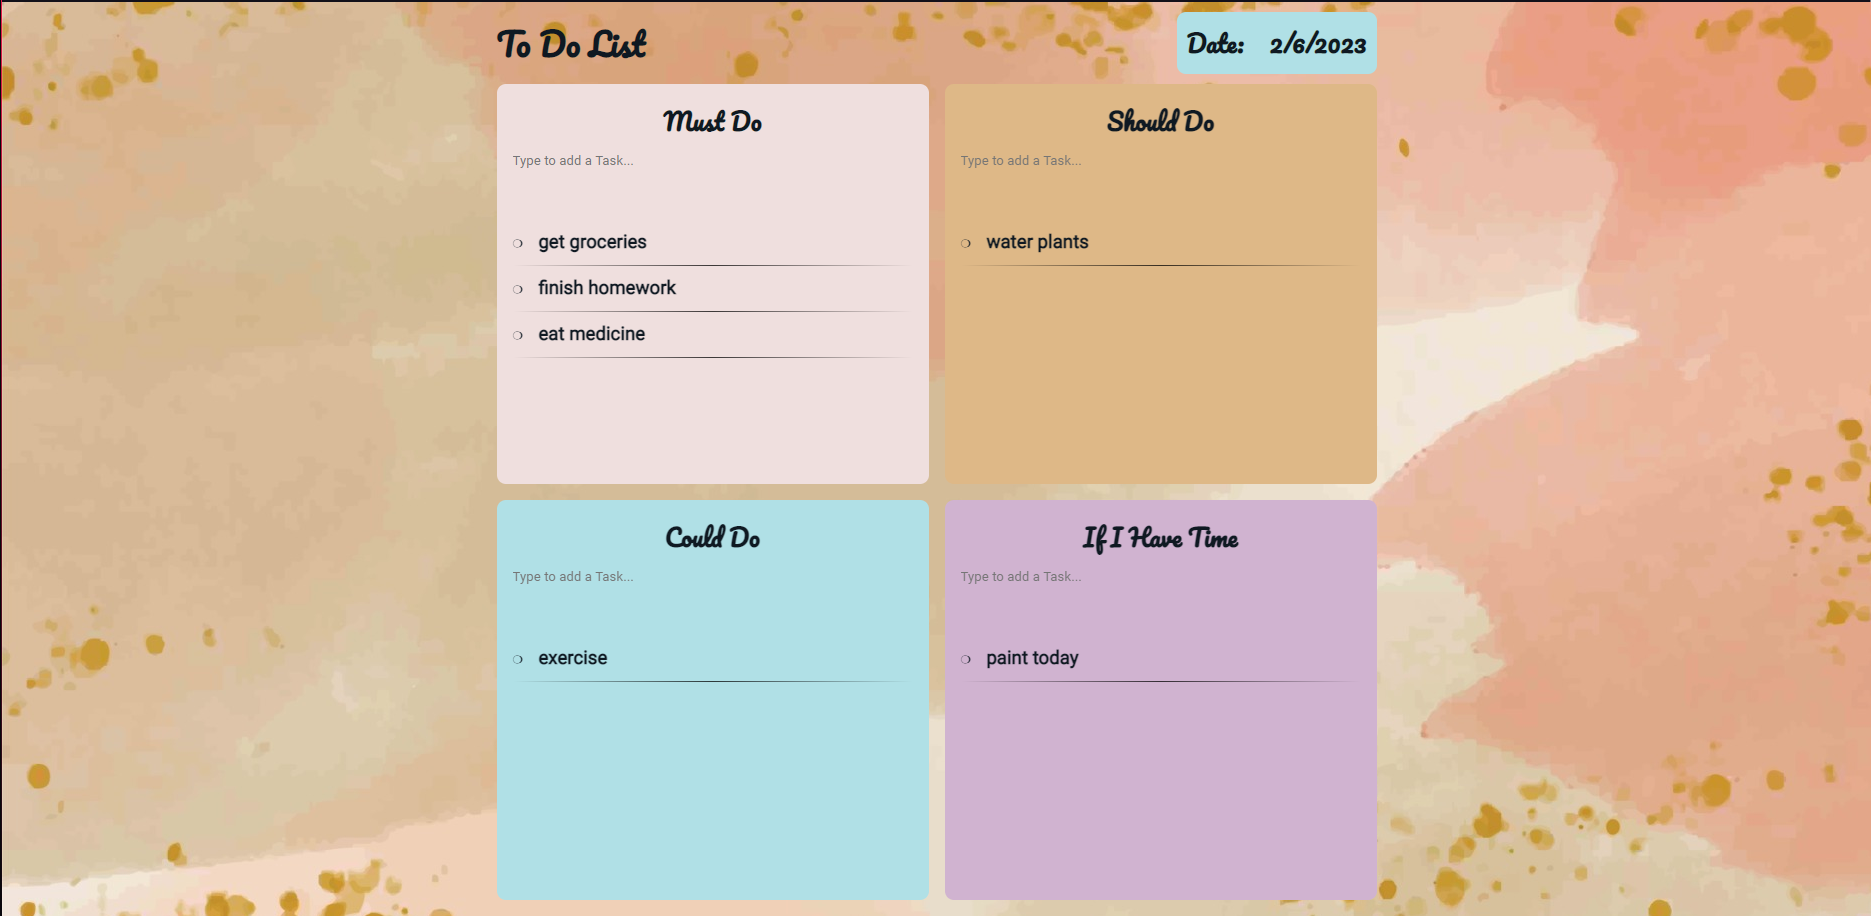 To Do List
Date: 2/6/2023
Must Do
Type to add a Task...
get groceries
finish homework
eat medicine
Should Do
Type to add a Task...
water plants
Could Do
Type to add a Task...
exercise
If I Have Time
Type to add a Task...
paint today